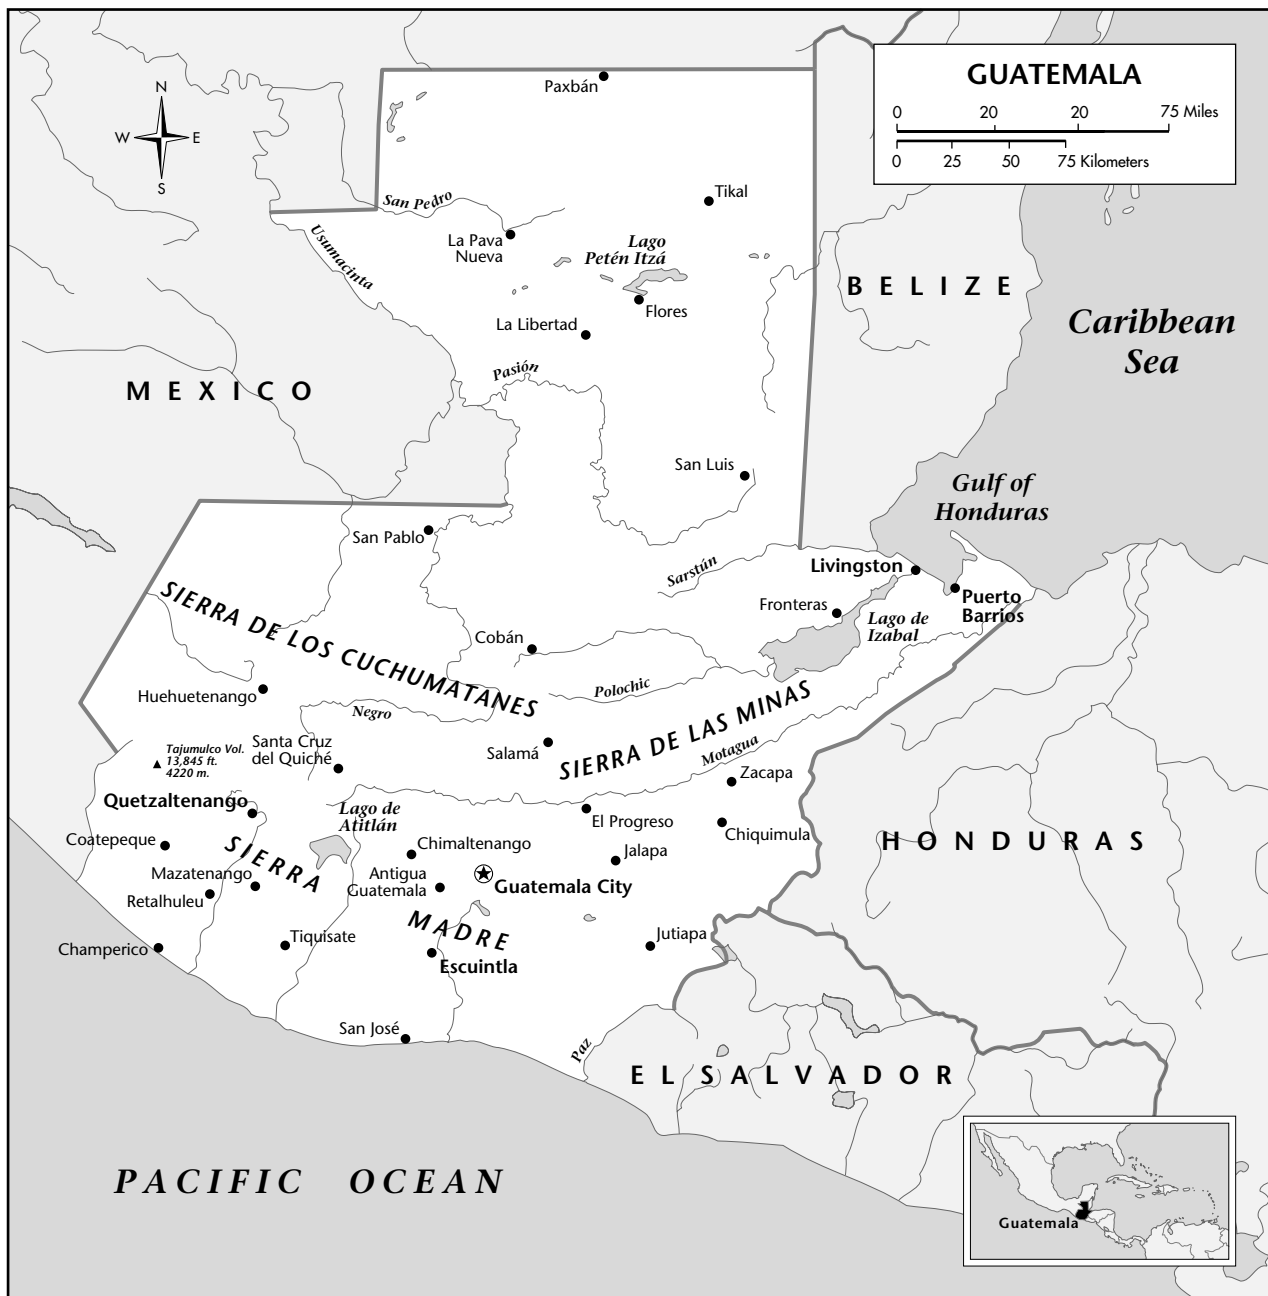 GUATEMALA
0 20 20 75 Miles
0 25 50 75 Kilometers
N
W E
S
Paxbán
Tikal
San Pedro
La Pava
Nueva
Usumacinta
Lago
Petén Itzá
Flores
La Libertad
BELIZE
Caribbean
Sea
Pasión
MEXICO
San Luis
Gulf of
Honduras
San Pablo
Sarstún
Livingston
Puerto
Barrios
Fronteras
Lago de
Izabal
SIERRA DE LOS CUCHUMATANES
Cobán
Polochic
Huehuetenango
Negro
SIERRA DE LAS MINAS
Santa Cruz
del Quiché
Salamá
Motagua
Tajumulco Vol.
13,845 ft.
4220 m.
Zacapa
Quetzaltenango
Lago de
Atitlán
El Progreso
Chiquimula
HONDURAS
Coatepeque
SIERRA
Chimaltenango
Jalapa
Mazatenango
Antigua
Guatemala
Guatemala City
Retalhuleu
MADRE
Champerico
Tiquisate
Jutiapa
Escuintla
San José
Paz
EL SALVADOR
PACIFIC OCEAN
Guatemala